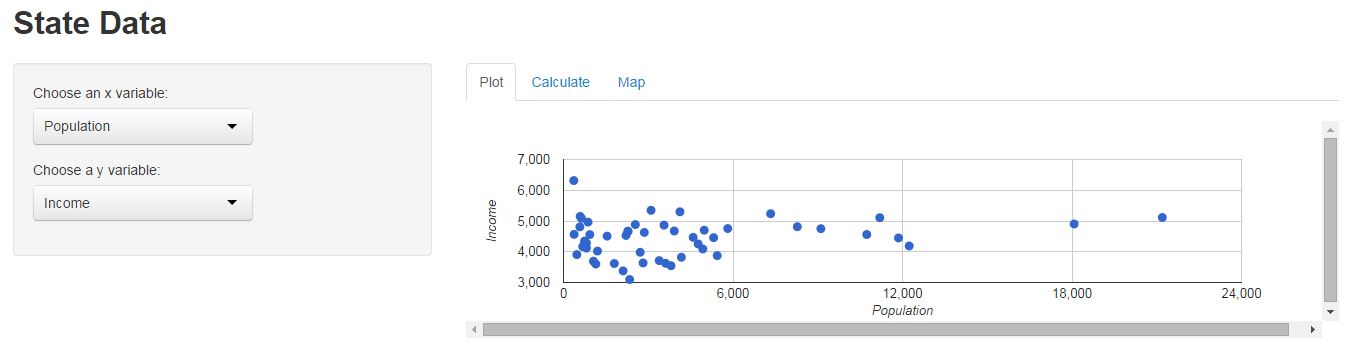 State Data
Choose an x variable:
Population
Choose a y variable:
Income
Plot Calculate Map
7,000
6,000
5,000
4,000
3,000
Income
0 6,000 12,000 18,000 24,000
Population